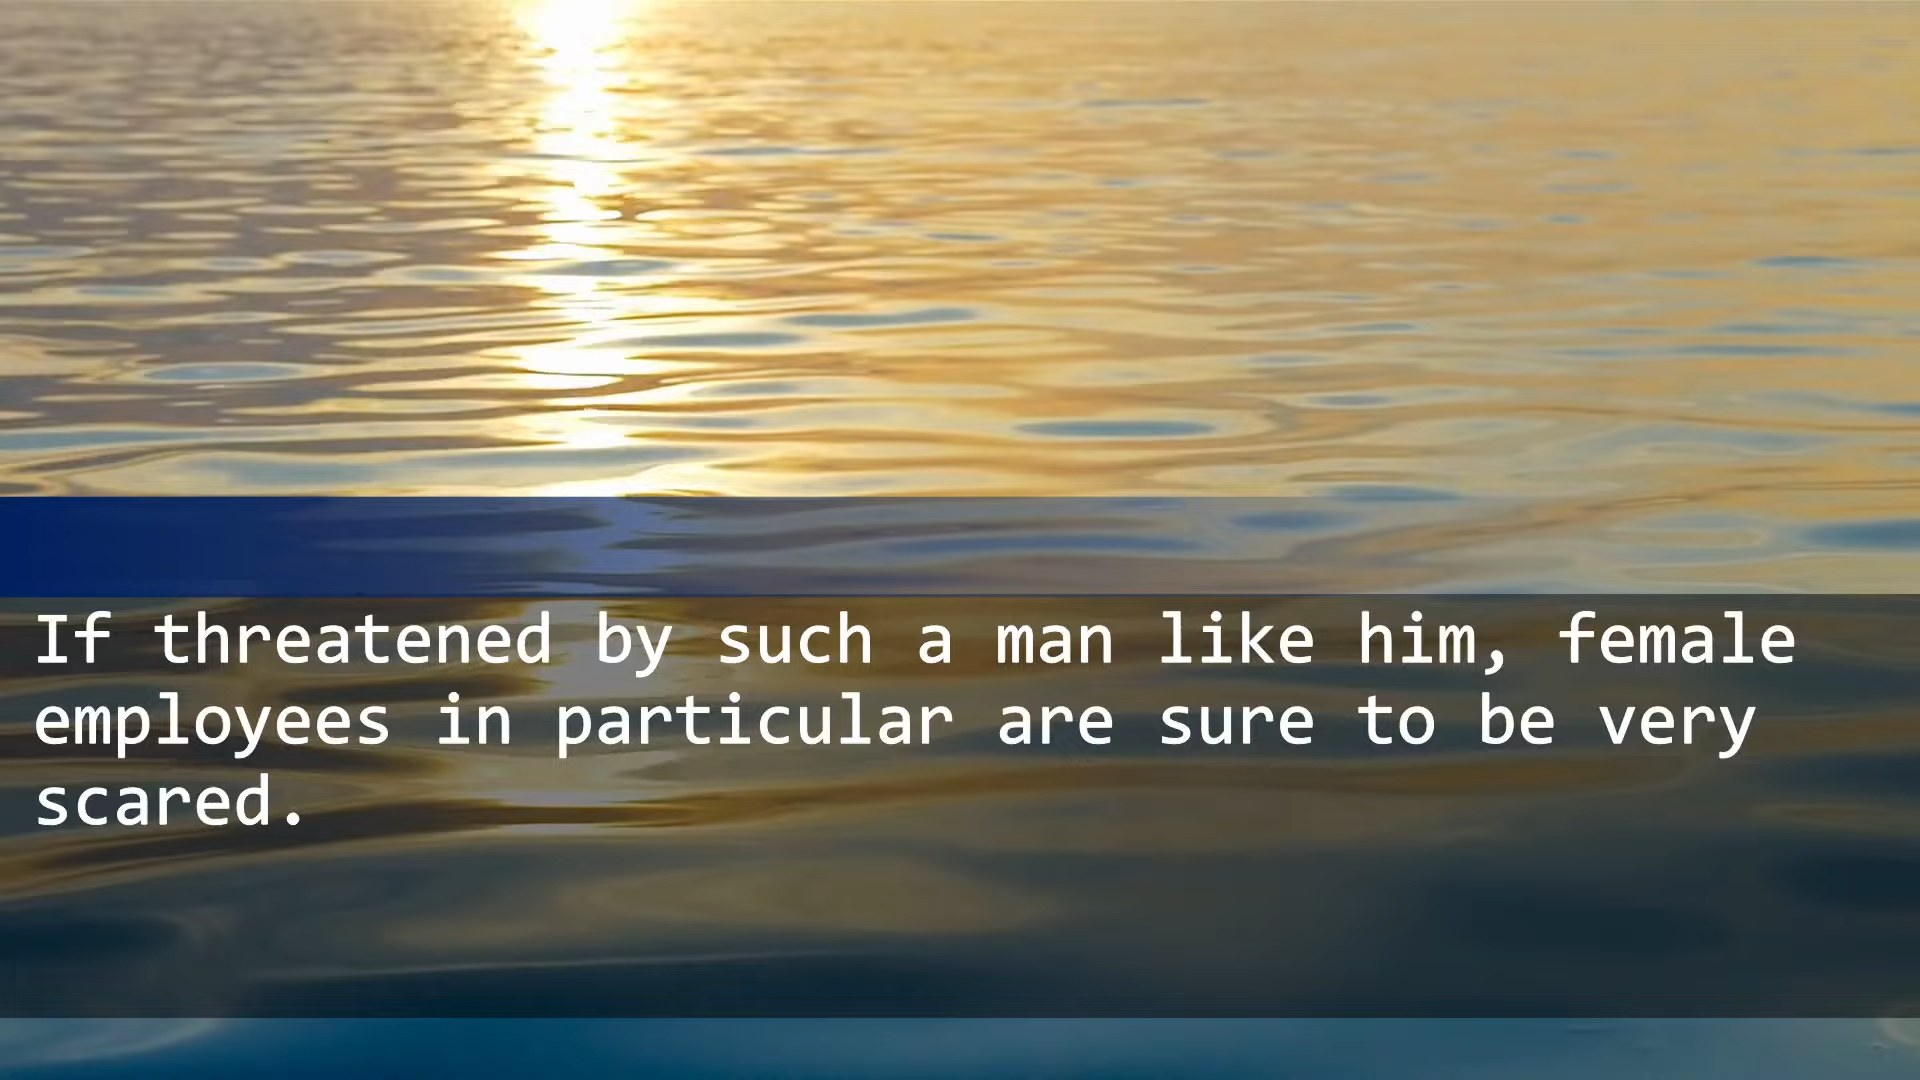 If threatened by such a man like him, female
employees in particular are sure to be very
scared.